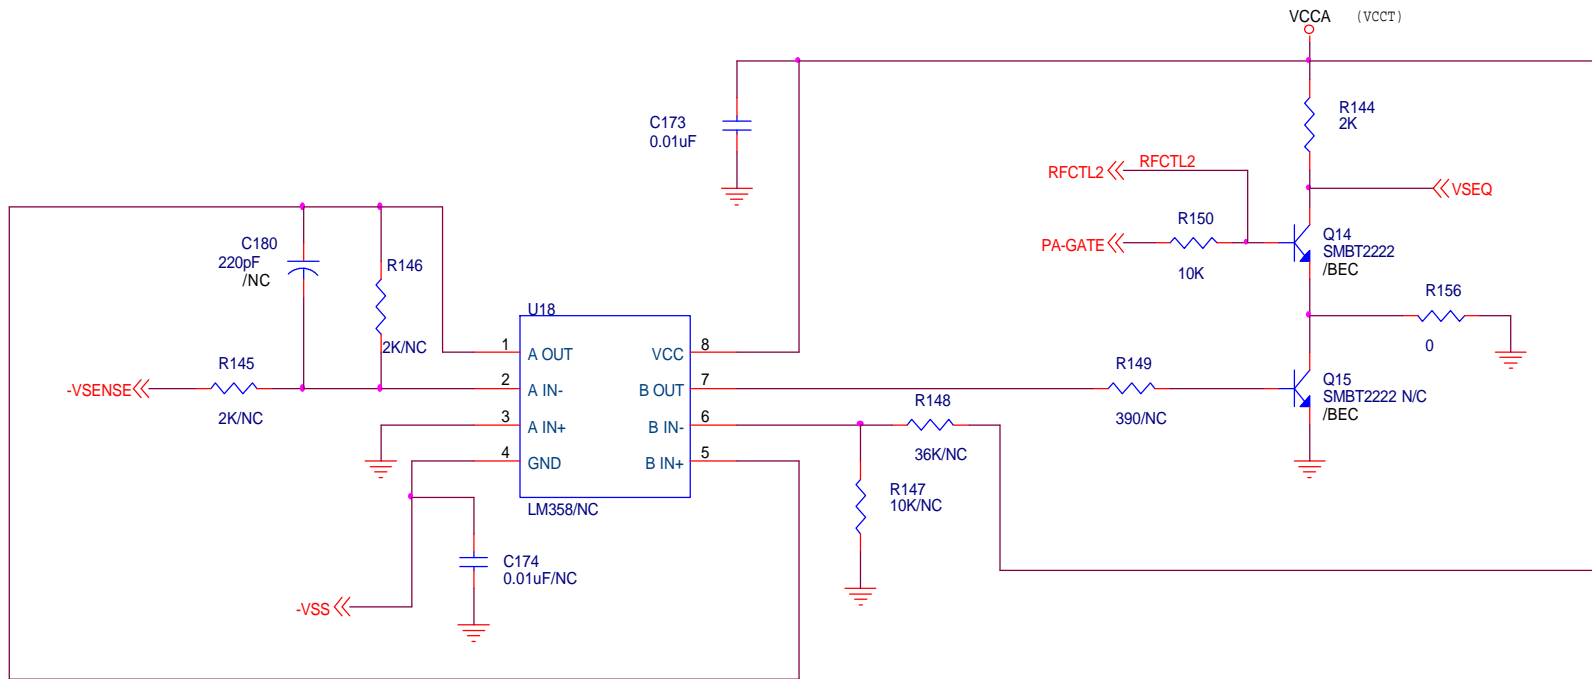 VCCA (VCCT)
R144
2K
C173
0.01uF
RFCTL2
RFCTL2
VSEQ
R150
PA-GATE
10K
Q14
SMBT2222
/BEC
C180
220pF
/NC
R146
2K/NC
R156
0
U18
1 A OUT VCC 8
2 A IN- B OUT 7
3 A IN+ B IN- 6
4 GND B IN+ 5
LM358/NC
R145
-VSENSE
2K/NC
R149
390/NC
Q15
SMBT2222 N/C
/BEC
R148
36K/NC
R147
10K/NC
C174
0.01uF/NC
-VSS